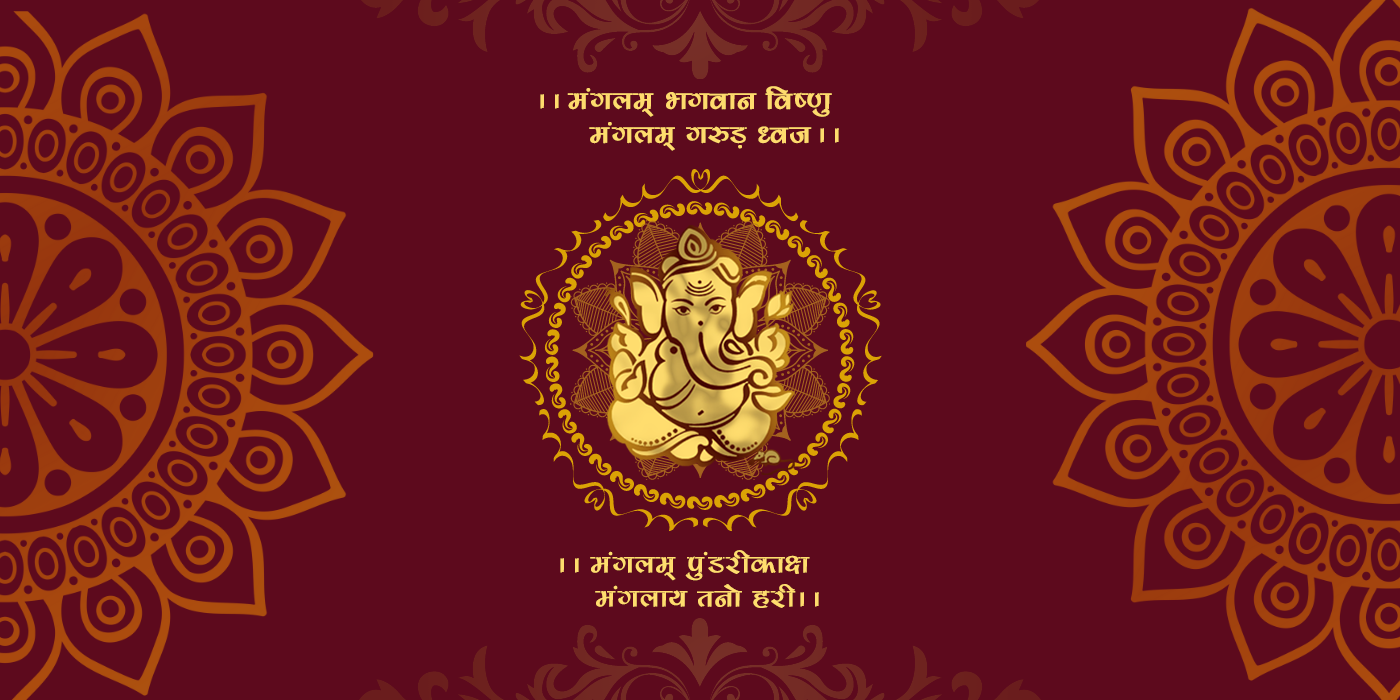 ।। मंगलम् भगवान विष्णु
मंगलम् गरुड़ ध्वज ।।
।। मंगलम् पुंडरीकाक्ष
मंगलाय तनो हरी।।